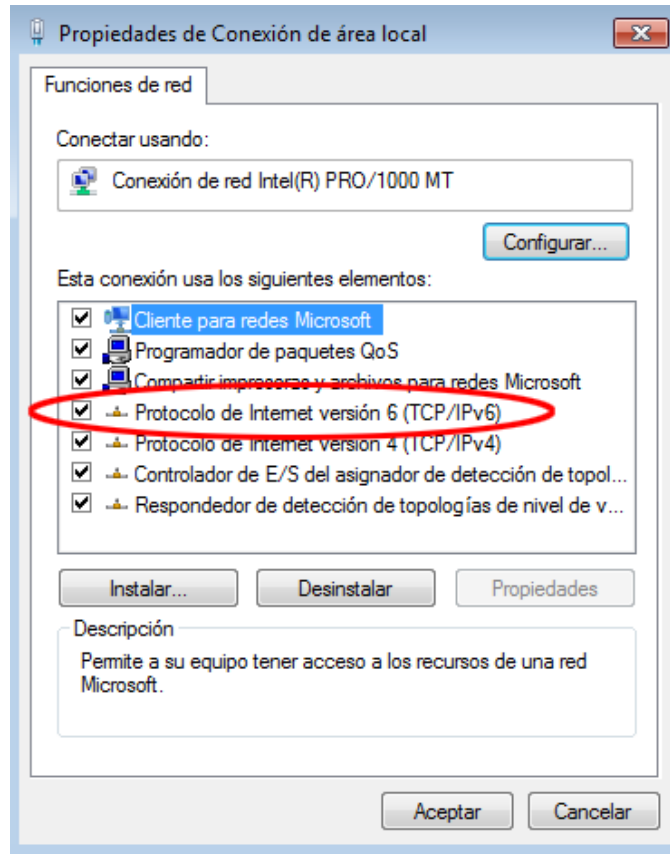 Propiedades de Conexión de área local
Funciones de red
Conectar usando:
Conexión de red Intel(R) PRO/1000 MT
Configurar...
Esta conexión usa los siguientes elementos:
Cliente para redes Microsoft
Programador de paquetes QoS
Compartir impresoras y archivos para redes Microsoft
Protocolo de Internet versión 6 (TCP/IPv6)
Protocolo de Internet versión 4 (TCP/IPv4)
Controlador de E/S del asignador de detección de topol...
Respondedor de detección de topologías de nivel de v...
Instalar...
Desinstalar
Propiedades
Descripción
Permite a su equipo tener acceso a los recursos de una red
Microsoft.
Aceptar
Cancelar